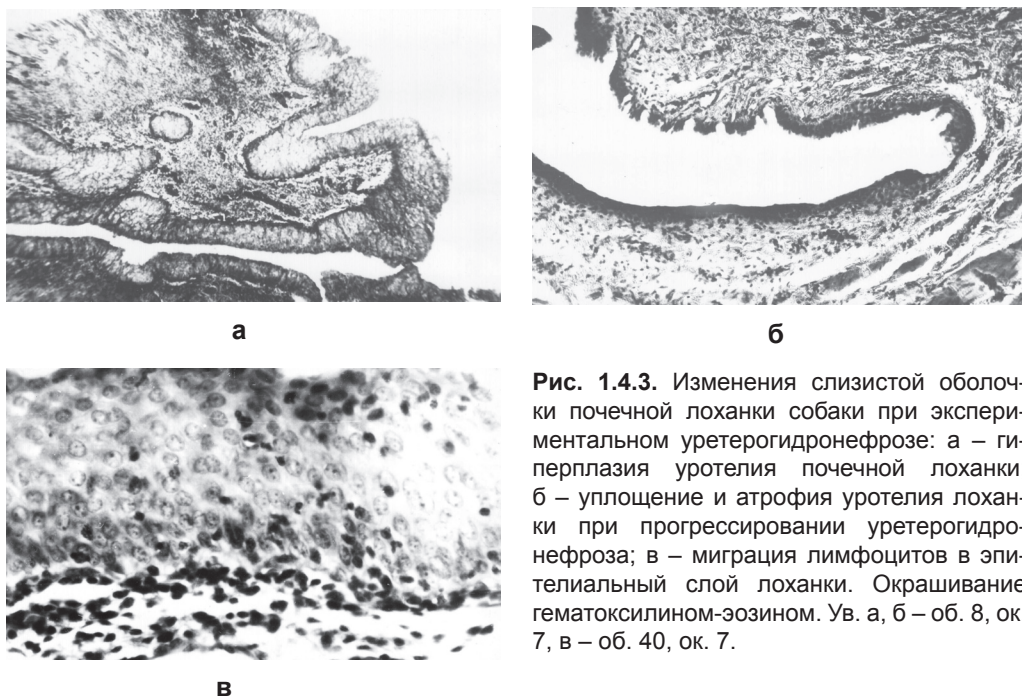 а
б
в
Рис. 1.4.3. Изменения слизистой оболоч-
ки почечной лоханки собаки при экспери-
ментальном уретерогидронефрозе: а – ги-
перплазия уротелия почечной лоханки
б – уплощение и атрофия уротелия лохан-
ки при прогрессировании уретерогидро-
нефроза; в – миграция лимфоцитов в эпи-
телиальный слой лоханки. Окрашивание
гематоксилином-эозином. Ув. а, б – об. 8, ок
7, в – об. 40, ок. 7.